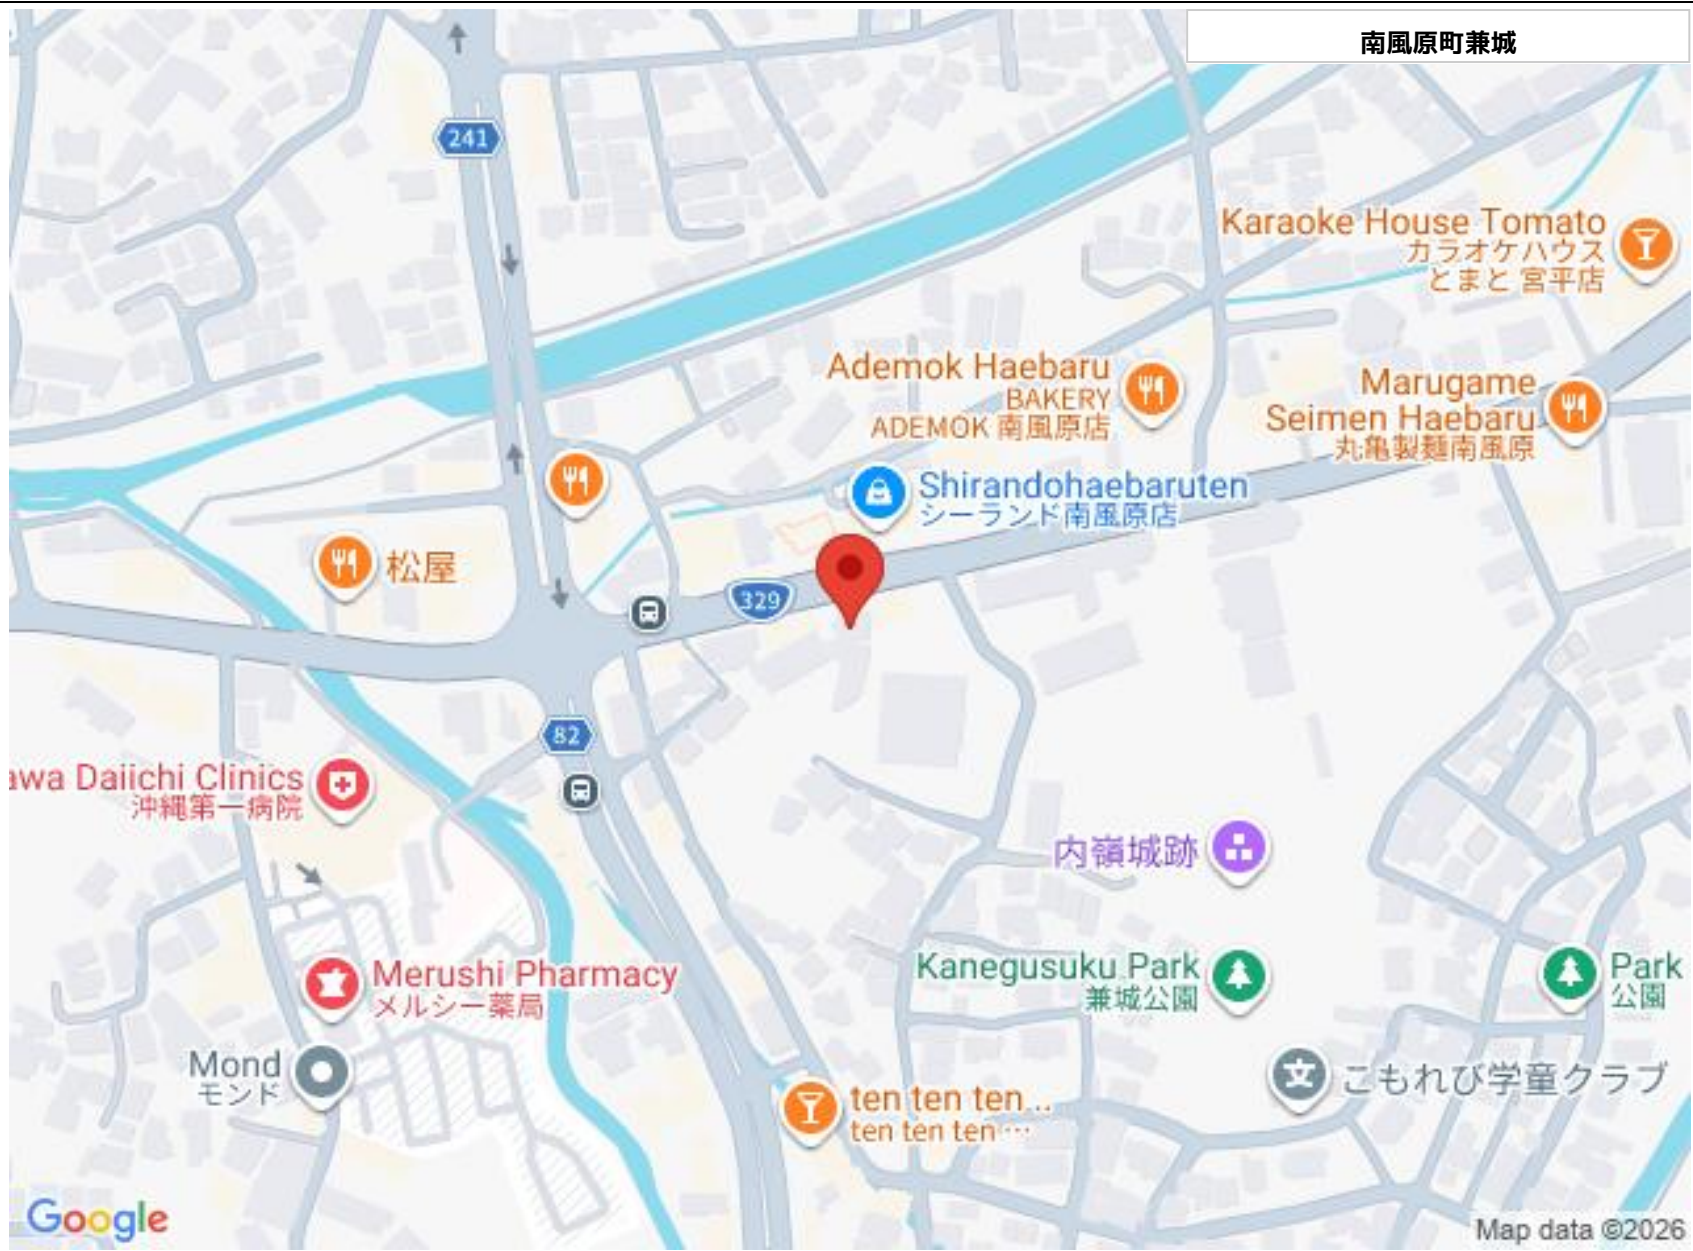 南風原町兼城
241
Karaoke House Tomato
カラオケハウス
とまと 宮平店
Ademok Haebaru
BAKERY
ADEMOK 南風原店
Marugame
Seimen Haebaru
丸亀製麺南風原
Shirandohaebaruten
シーランド南風原店
松屋
329
82
awa Daiichi Clinics
沖縄第一病院
内嶺城跡
Kanegusuku Park
兼城公園
Park
公園
Merushi Pharmacy
メルシー薬局
Mond
モンド
こもれび学童クラブ
ten ten ten...
ten ten ten…
Google
Map data ©2026